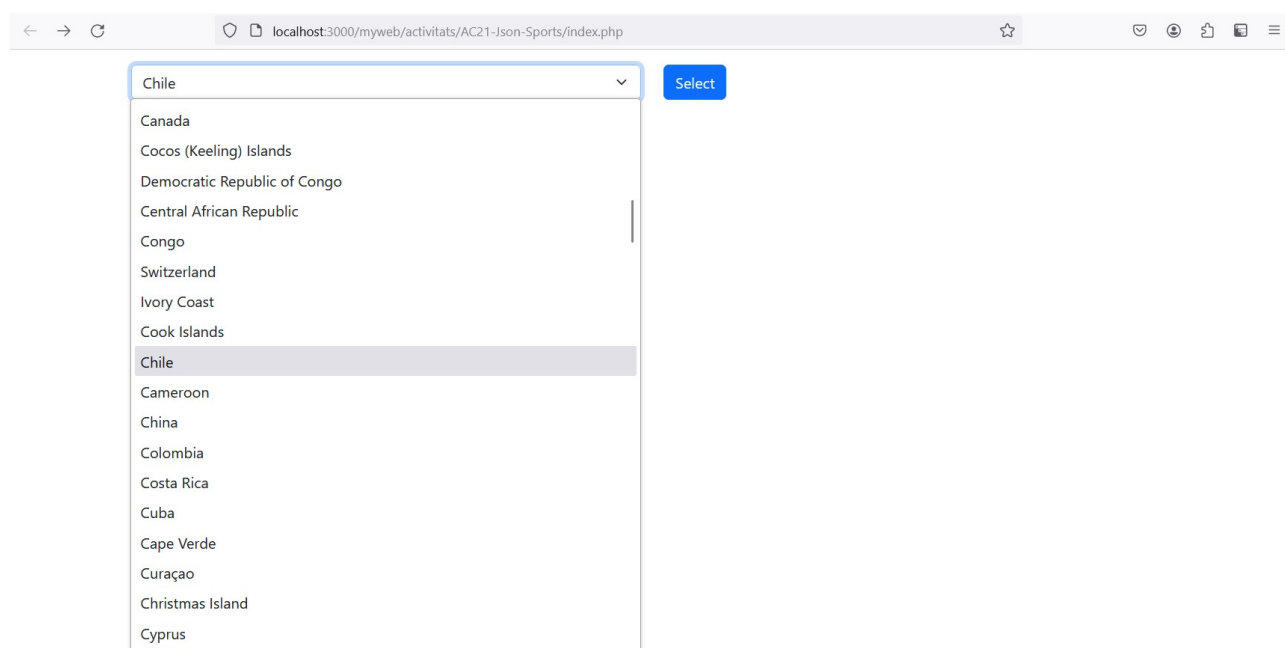 localhost:3000/myweb/activitats/AC21-Json-Sports/index.php
Chile
Select
Canada
Cocos (Keeling) Islands
Democratic Republic of Congo
Central African Republic
Congo
Switzerland
Ivory Coast
Cook Islands
Chile
Cameroon
China
Colombia
Costa Rica
Cuba
Cape Verde
Curaçao
Christmas Island
Cyprus